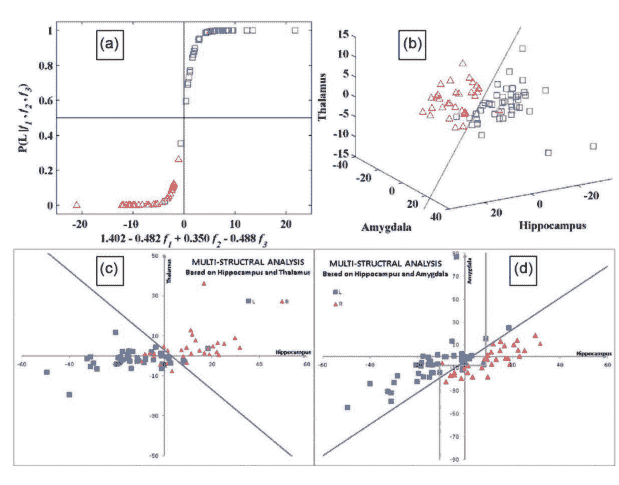 (a)
P(L | f1, f2, f3)
1
0.8
0.6
0.4
0.2
0
-20 -10 0 10 20
1.402 - 0.482 f1 + 0.350 f2 - 0.488 f3
(b)
Thalamus
15
10
5
0
-5
-10
-15
-40
-20
0
20
40
Amygdala
40 20 0 -20
Hippocampus
(c)
MULTI-STRUCTRAL ANALYSIS
Based on Hippocampus and Thalamus
Thalamus
50
30
10
-10
-30
-50
L R
Hippocampus
-60 -40 -20 0 20 40 60
(d)
MULTI-STRUCTRAL ANALYSIS
Based on Hippocampus and Amygdala
Amygdala
L
R
90
70
50
30
10
-10
-30
-50
-70
-90
Hippocampus
-60 -40 -20 0 20 40 60